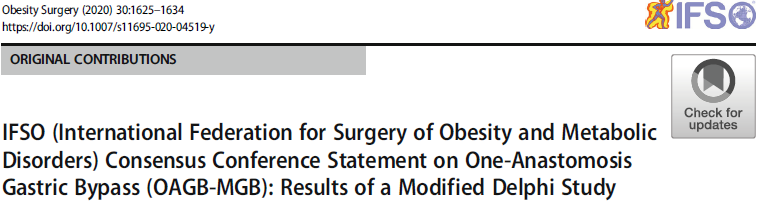 Obesity Surgery (2020) 30:1625–1634
https://doi.org/10.1007/s11695-020-04519-y
IFSO
ORIGINAL CONTRIBUTIONS
Check for
updates
IFSO (International Federation for Surgery of Obesity and Metabolic
Disorders) Consensus Conference Statement on One-Anastomosis
Gastric Bypass (OAGB-MGB): Results of a Modified Delphi Study